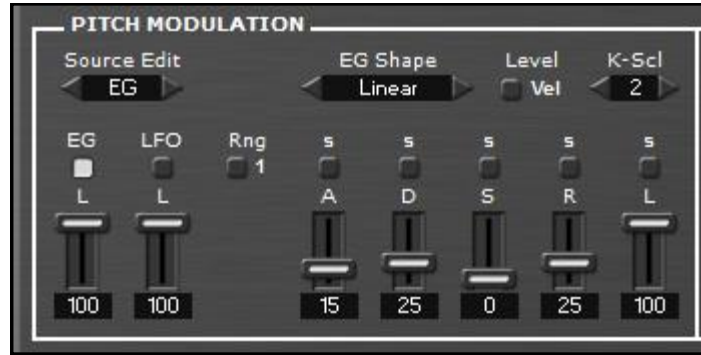 PITCH MODULATION
Source Edit EG Shape Level K-Scl
EG Linear Vel 2
EG LFO Rng s s s s s
1
L L A D S R L
100 100 15 25 0 25 100